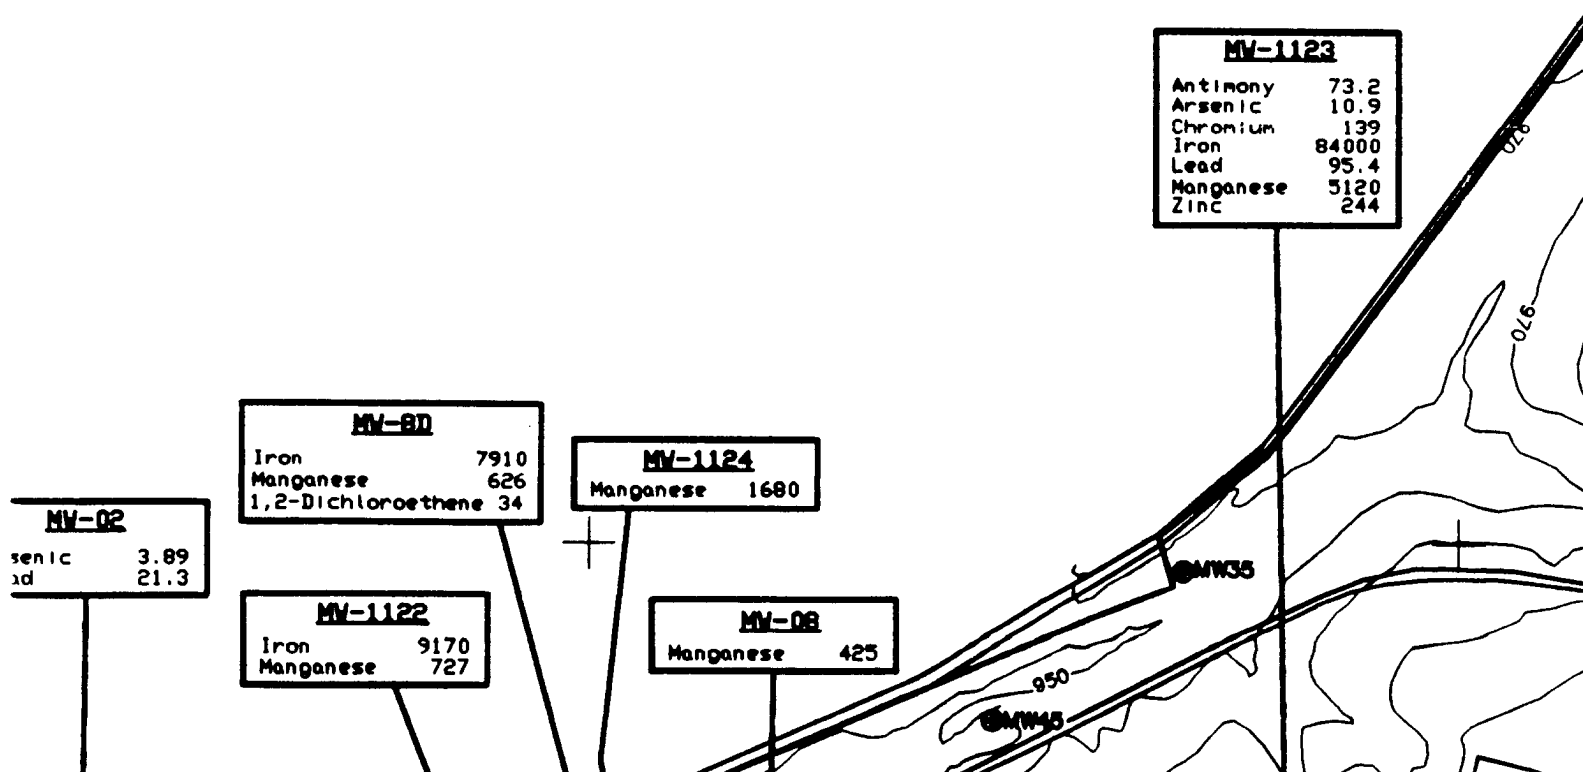 MW-1123
Antimony 73.2
Arsenic 10.9
Chromium 139
Iron 84000
Lead 95.4
Manganese 5120
Zinc 244
970
970
MW-8D
Iron 7910
Manganese 626
1,2-Dichloroethene 34
MW-1124
Manganese 1680
MW-02
senic 3.89
ad 21.3
MW-1122
Iron 9170
Manganese 727
MW-08
Manganese 425
MW35
950
MW45